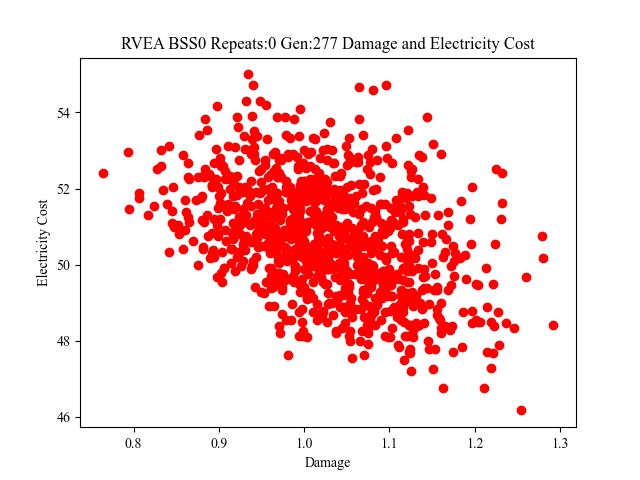 RVEA BSS0 Repeats:0 Gen:277 Damage and Electricity Cost
54
52
50
48
46
Electricity Cost
0.8 0.9 1.0 1.1 1.2 1.3
Damage